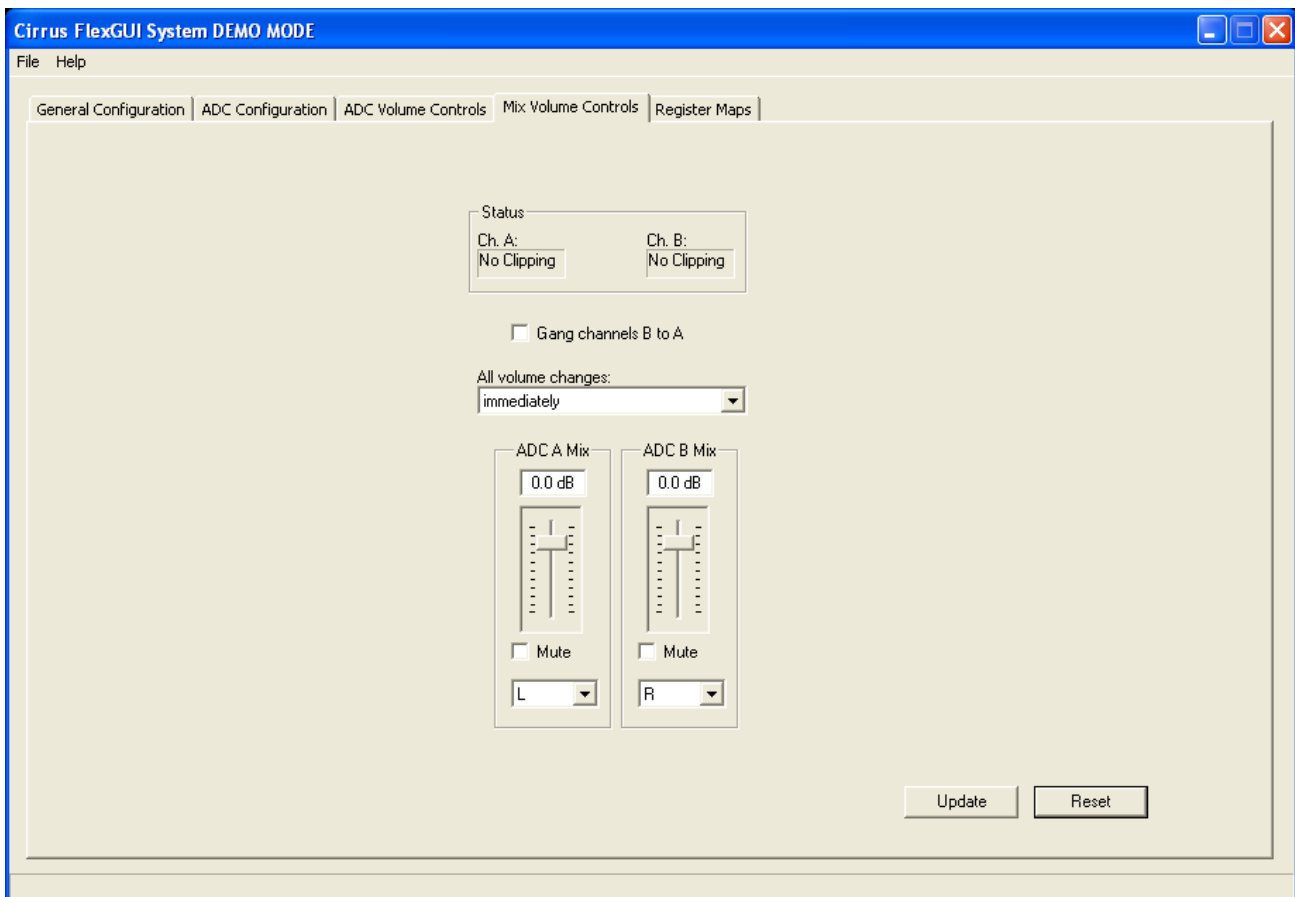 Cirrus FlexGUI System DEMO MODE
File Help
General Configuration ADC Configuration ADC Volume Controls Mix Volume Controls Register Maps
Status
Ch. A: Ch. B:
No Clipping No Clipping
Gang channels B to A
All volume changes:
immediately
ADC A Mix ADC B Mix
0.0 dB 0.0 dB
Mute Mute
L R
Update Reset